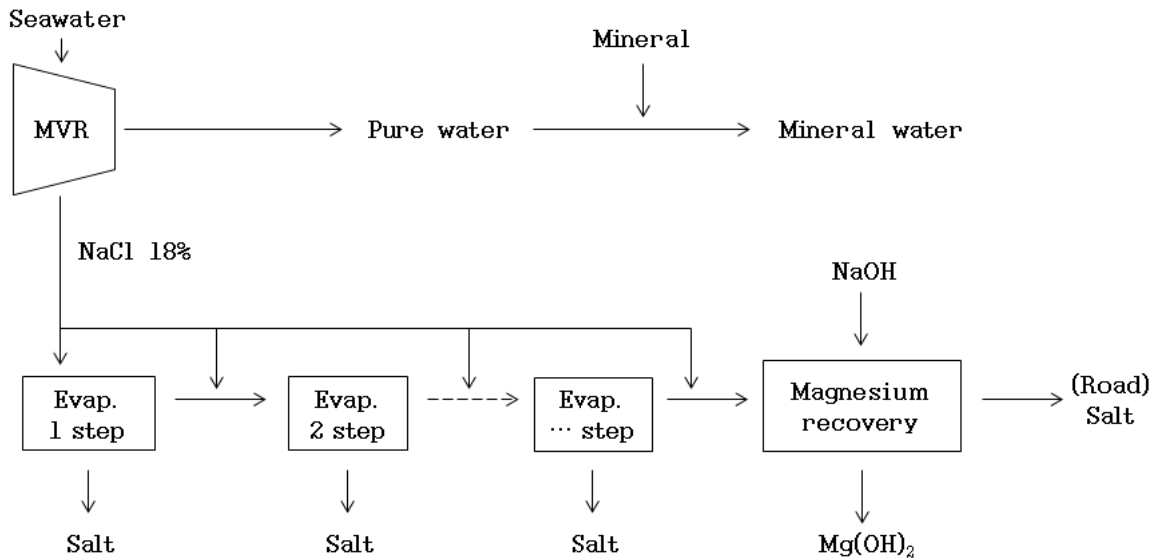 Seawater
Mineral
MVR
Pure water
Mineral water
NaCl 18%
NaOH
Evap.
1 step
Evap.
2 step
Evap.
··· step
Magnesium
recovery
(Road)
Salt
Salt
Salt
Salt
Mg(OH)₂